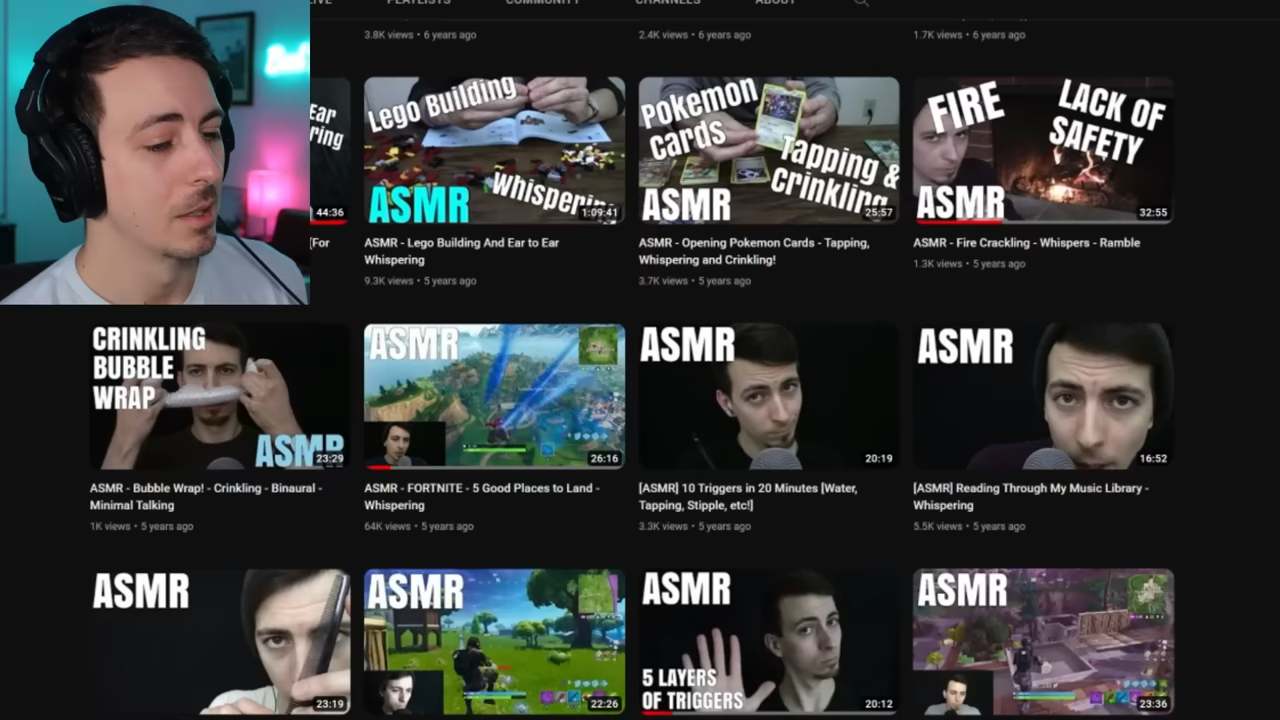 LIVE
PLAYLISTS
COMMUNITY
CHANNELS
ABOUT
3.8K views • 6 years ago
2.4K views • 6 years ago
1.7K views • 6 years ago
Ear
44:36
[For
Lego Building
Whispering
ASMR
1:09:41
ASMR - Lego Building And Ear to Ear
Whispering
9.3K views • 5 years ago
Pokemon
cards
Tapping &
Crinkling
ASMR
25:57
ASMR - Opening Pokemon Cards - Tapping,
Whispering and Crinkling!
3.7K views • 5 years ago
FIRE
LACK OF
SAFETY
ASMR
32:55
ASMR - Fire Crackling - Whispers - Ramble
1.3K views • 5 years ago
CRINKLING
BUBBLE
WRAP
ASMR
23:29
ASMR - Bubble Wrap! - Crinkling - Binaural -
Minimal Talking
1K views • 5 years ago
ASMR
26:16
ASMR - FORTNITE - 5 Good Places to Land -
Whispering
64K views • 5 years ago
ASMR
20:19
[ASMR] 10 Triggers in 20 Minutes [Water,
Tapping, Stipple, etc!]
3.3K views • 5 years ago
ASMR
16:52
[ASMR] Reading Through My Music Library -
Whispering
5.5K views • 5 years ago
ASMR
23:19
ASMR
22:26
ASMR
5 LAYERS
OF TRIGGERS
20:12
ASMR
23:36